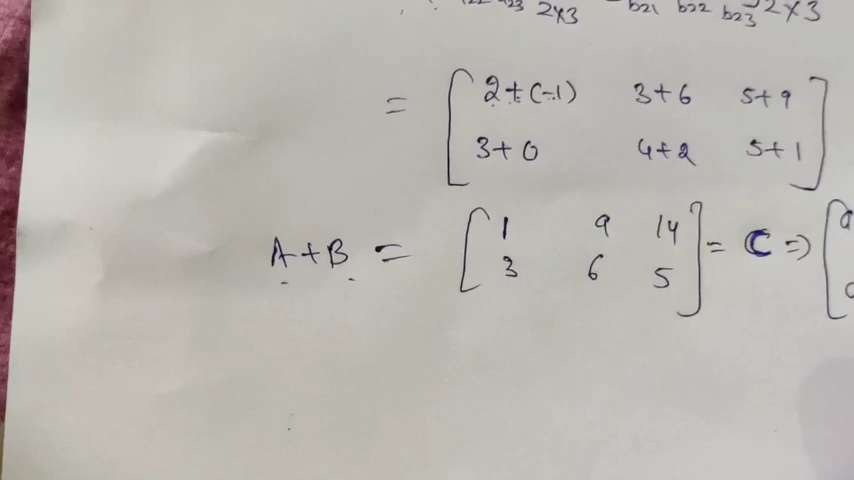 2×3 b21 b22 b23 2×3
= [ 2+(-1) 3+6 5+9
3+0 4+2 5+1 ]
A+B = [ 1 9 14
3 6 5 ] = C ⇒ [